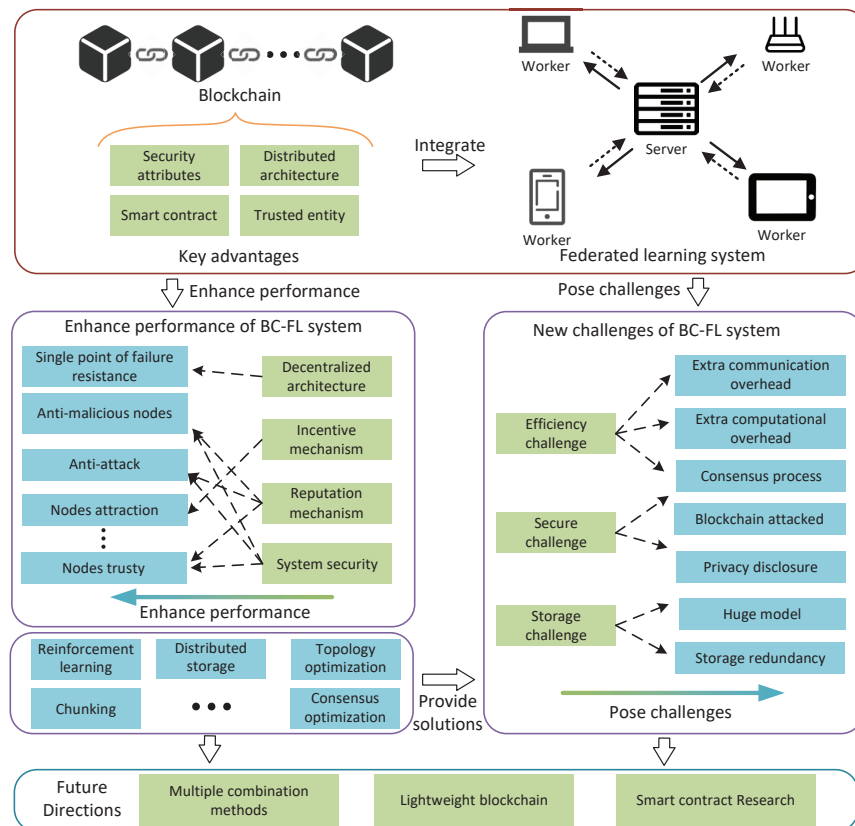 Blockchain
Security
attributes
Distributed
architecture
Smart contract
Trusted entity
Key advantages
Integrate
Worker
Worker
Server
Worker
Worker
Federated learning system
Enhance performance
Pose challenges
Enhance performance of BC-FL system
Single point of failure
resistance
Anti-malicious nodes
Anti-attack
Nodes attraction
Nodes trusty
Decentralized
architecture
Incentive
mechanism
Reputation
mechanism
System security
Enhance performance
New challenges of BC-FL system
Efficiency
challenge
Secure
challenge
Storage
challenge
Extra communication
overhead
Extra computational
overhead
Consensus process
Blockchain attacked
Privacy disclosure
Huge model
Storage redundancy
Pose challenges
Reinforcement
learning
Distributed
storage
Topology
optimization
Chunking
Consensus
optimization
Provide
solutions
Future
Directions
Multiple combination
methods
Lightweight blockchain
Smart contract Research